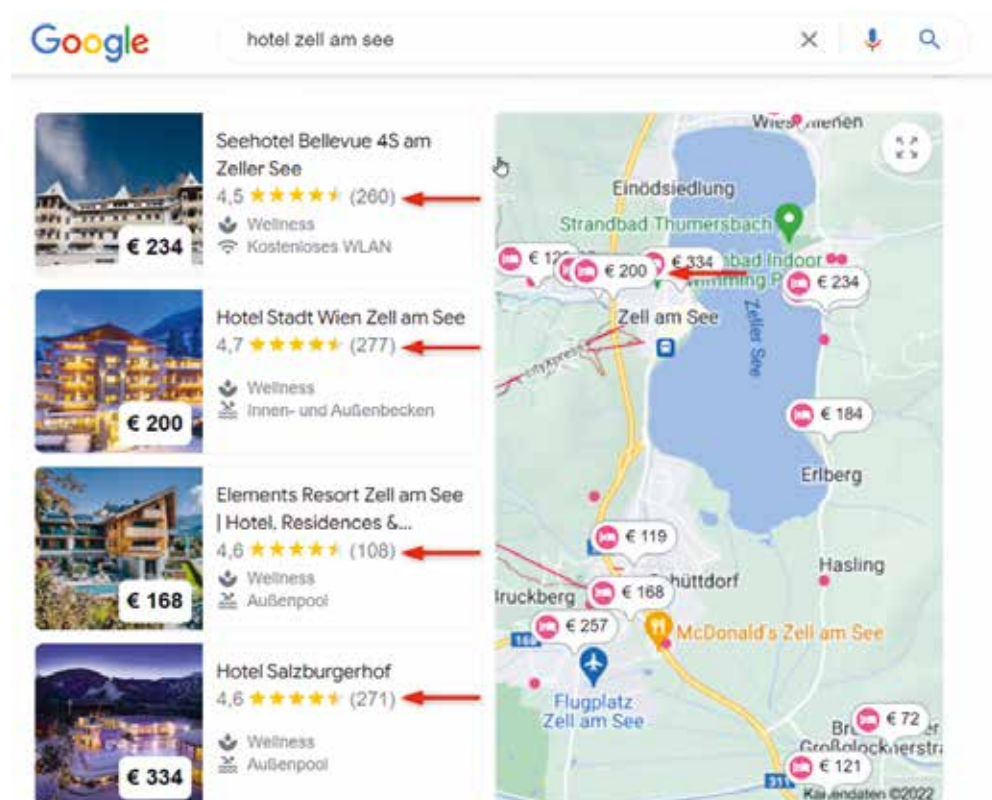 Google
hotel zell am see
Seehotel Bellevue 4S am
Zeller See
4,5 (260)
Wellness
Kostenloses WLAN
€ 234
Hotel Stadt Wien Zell am See
4,7 (277)
Wellness
Innen- und Außenbecken
€ 200
Elements Resort Zell am See
| Hotel, Residences &...
4,6 (108)
Wellness
Außenpool
€ 168
Hotel Salzburgerhof
4,6 (271)
Wellness
Außenpool
€ 334
Einödsiedlung
Strandbad Thumersbach
€ 200
€ 334
Indoor
€ 234
Zell am See
Zeller See
cityXpress
€ 184
Erlberg
€ 119
Hasling
€ 168
€ 257
McDonald's Zell am See
Flugplatz
Zell am See
€ 72
€ 121
311
©2022